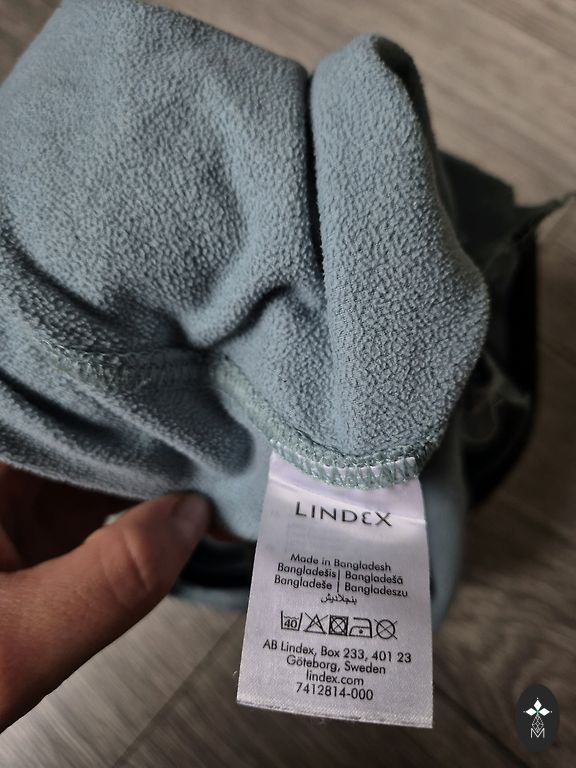 LINDEX
Made in Bangladesh
Bangladešis | Bangladešā
Bangladeše | Bangladeszu
بنجلاديش
40
AB Lindex, Box 233, 401 23
Göteborg, Sweden
lindex.com
7412814-000
M